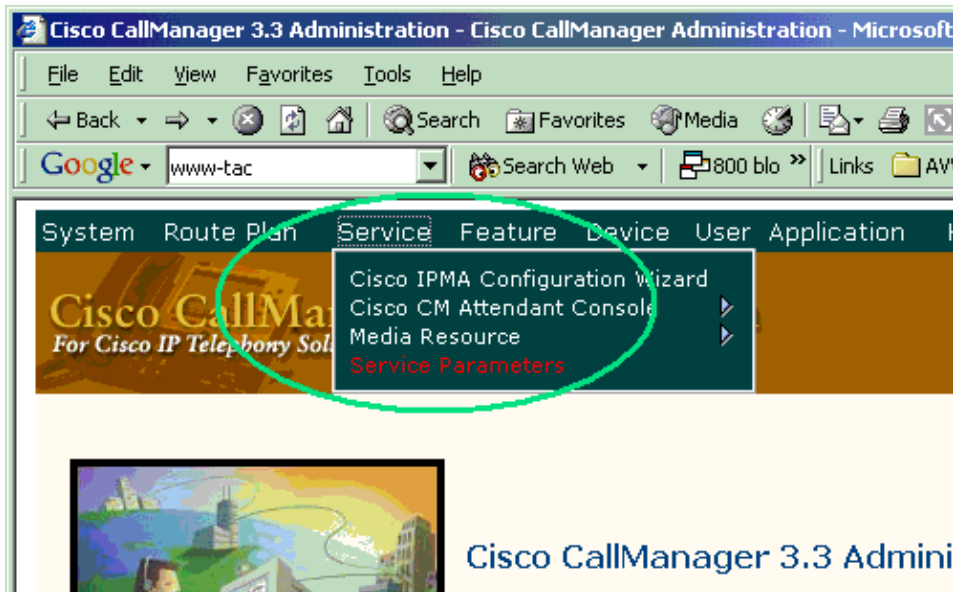 Cisco CallManager 3.3 Administration - Cisco CallManager Administration - Microsoft
File Edit View Favorites Tools Help
Back Search Favorites Media
Google www-tac Search Web 800 blo » Links
System Route Plan Service Feature Device User Application
Cisco IPMA Configuration Wizard
Cisco CM Attendant Console
Media Resource
Service Parameters
Cisco CallMa
For Cisco IP Telephony Sol
Cisco CallManager 3.3 Admini